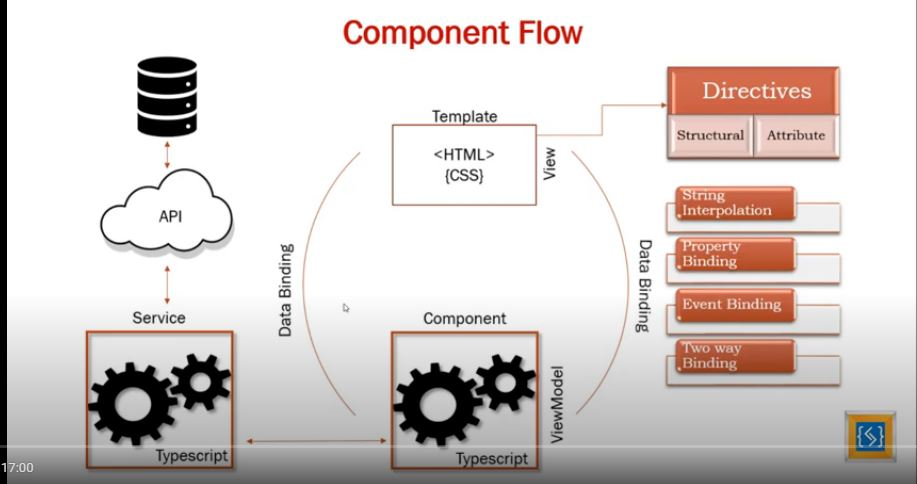 Component Flow
Directives
Structural
Attribute
Template
<HTML>
{CSS}
View
API
String
Interpolation
Property
Binding
Event Binding
Two way
Binding
Data Binding
Data Binding
Service
Component
ViewModel
Typescript
Typescript
17:00